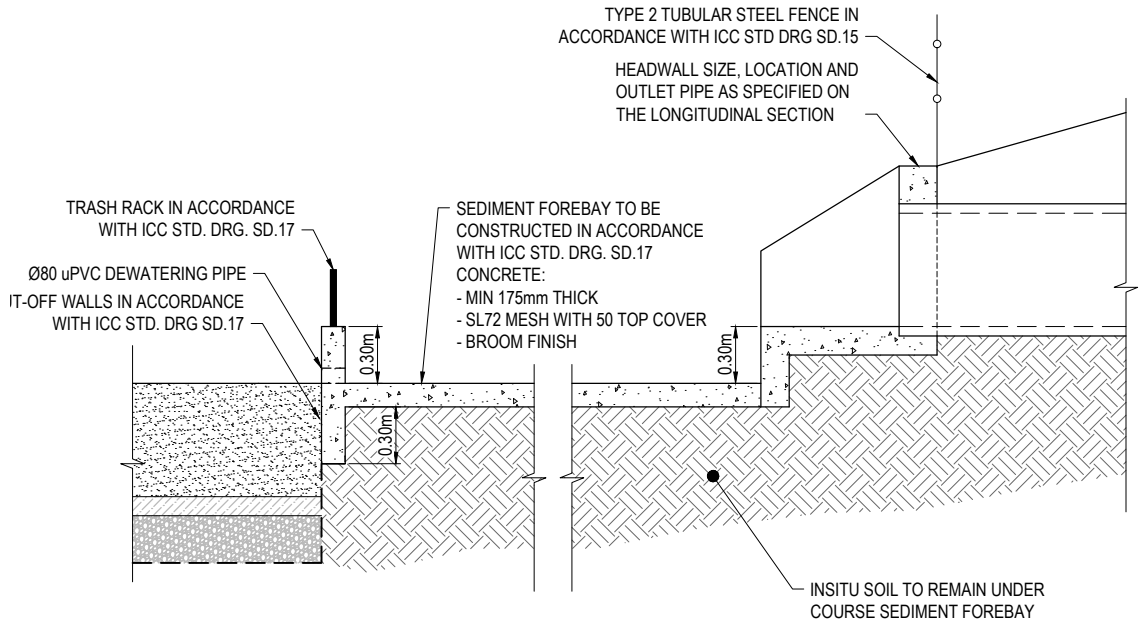 TYPE 2 TUBULAR STEEL FENCE IN
ACCORDANCE WITH ICC STD DRG SD.15
HEADWALL SIZE, LOCATION AND
OUTLET PIPE AS SPECIFIED ON
THE LONGITUDINAL SECTION
TRASH RACK IN ACCORDANCE
WITH ICC STD. DRG. SD.17
Ø80 uPVC DEWATERING PIPE
IT-OFF WALLS IN ACCORDANCE
WITH ICC STD. DRG SD.17
SEDIMENT FOREBAY TO BE
CONSTRUCTED IN ACCORDANCE
WITH ICC STD. DRG. SD.17
CONCRETE:
- MIN 175mm THICK
- SL72 MESH WITH 50 TOP COVER
- BROOM FINISH
0.30m
0.30m
0.30m
INSITU SOIL TO REMAIN UNDER
COURSE SEDIMENT FOREBAY